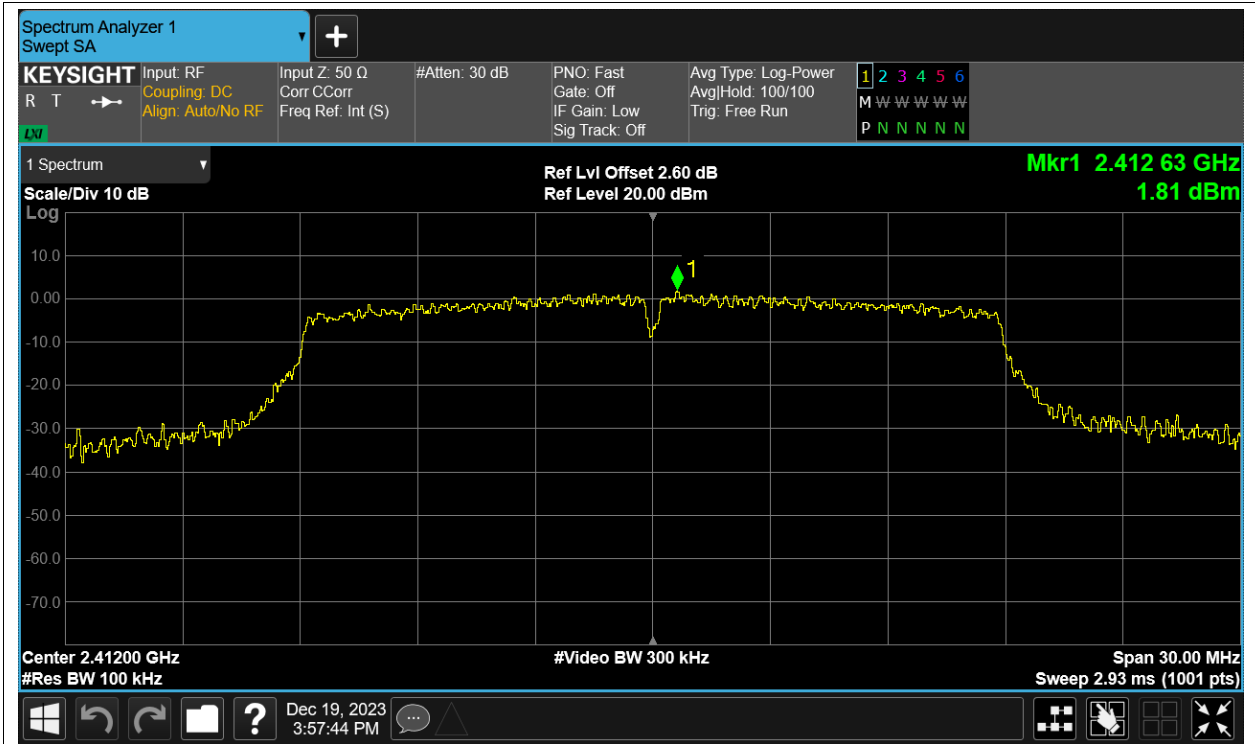 Spectrum Analyzer 1
Swept SA
+
KEYSIGHT
R T
LXI
Input: RF
Coupling: DC
Align: Auto/No RF
Input Z: 50 Ω
Corr CCorr
Freq Ref: Int (S)
#Atten: 30 dB
PNO: Fast
Gate: Off
IF Gain: Low
Sig Track: Off
Avg Type: Log-Power
Avg|Hold: 100/100
Trig: Free Run
1 2 3 4 5 6
M W W W W W W
P N N N N N N
1 Spectrum
Scale/Div 10 dB
Log
Ref Lvl Offset 2.60 dB
Ref Level 20.00 dBm
Mkr1 2.412 63 GHz
1.81 dBm
1
10.0
0.00
-10.0
-20.0
-30.0
-40.0
-50.0
-60.0
-70.0
Center 2.41200 GHz
#Res BW 100 kHz
#Video BW 300 kHz
Span 30.00 MHz
Sweep 2.93 ms (1001 pts)
?
Dec 19, 2023
3:57:44 PM